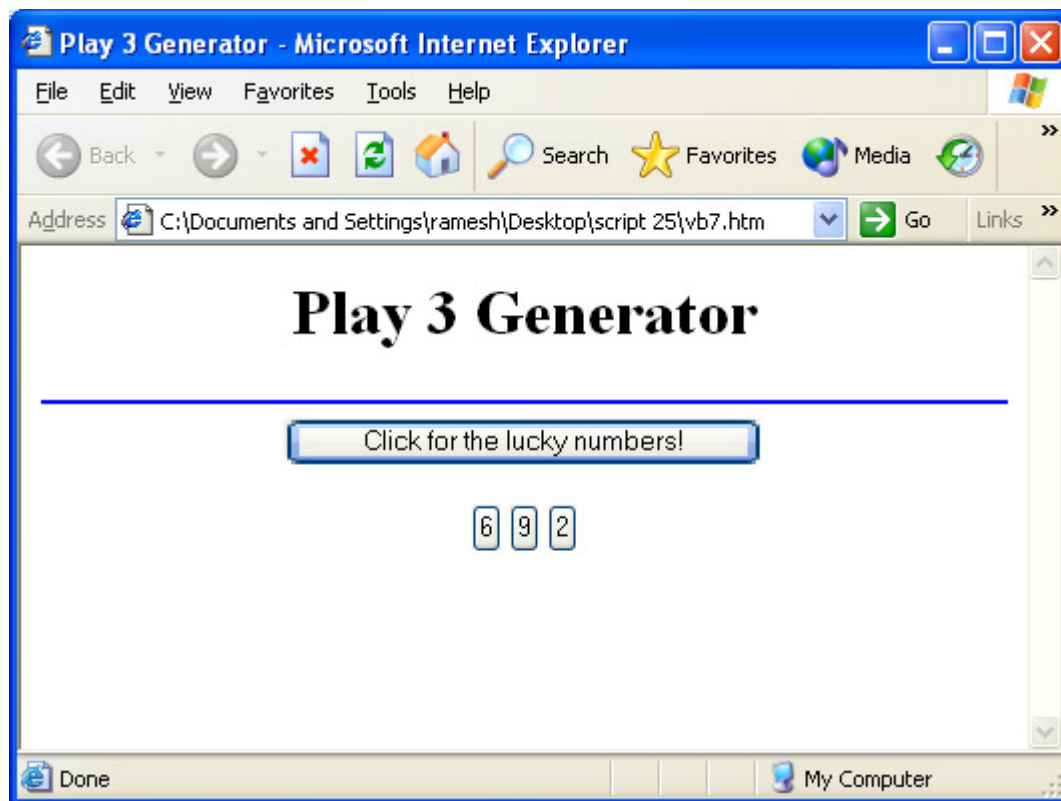 Play 3 Generator - Microsoft Internet Explorer
File Edit View Favorites Tools Help
Back Search Favorites Media »
Address C:\Documents and Settings\ramesh\Desktop\script 25\vb7.htm Go Links »
Play 3 Generator
Click for the lucky numbers!
6 9 2
Done My Computer